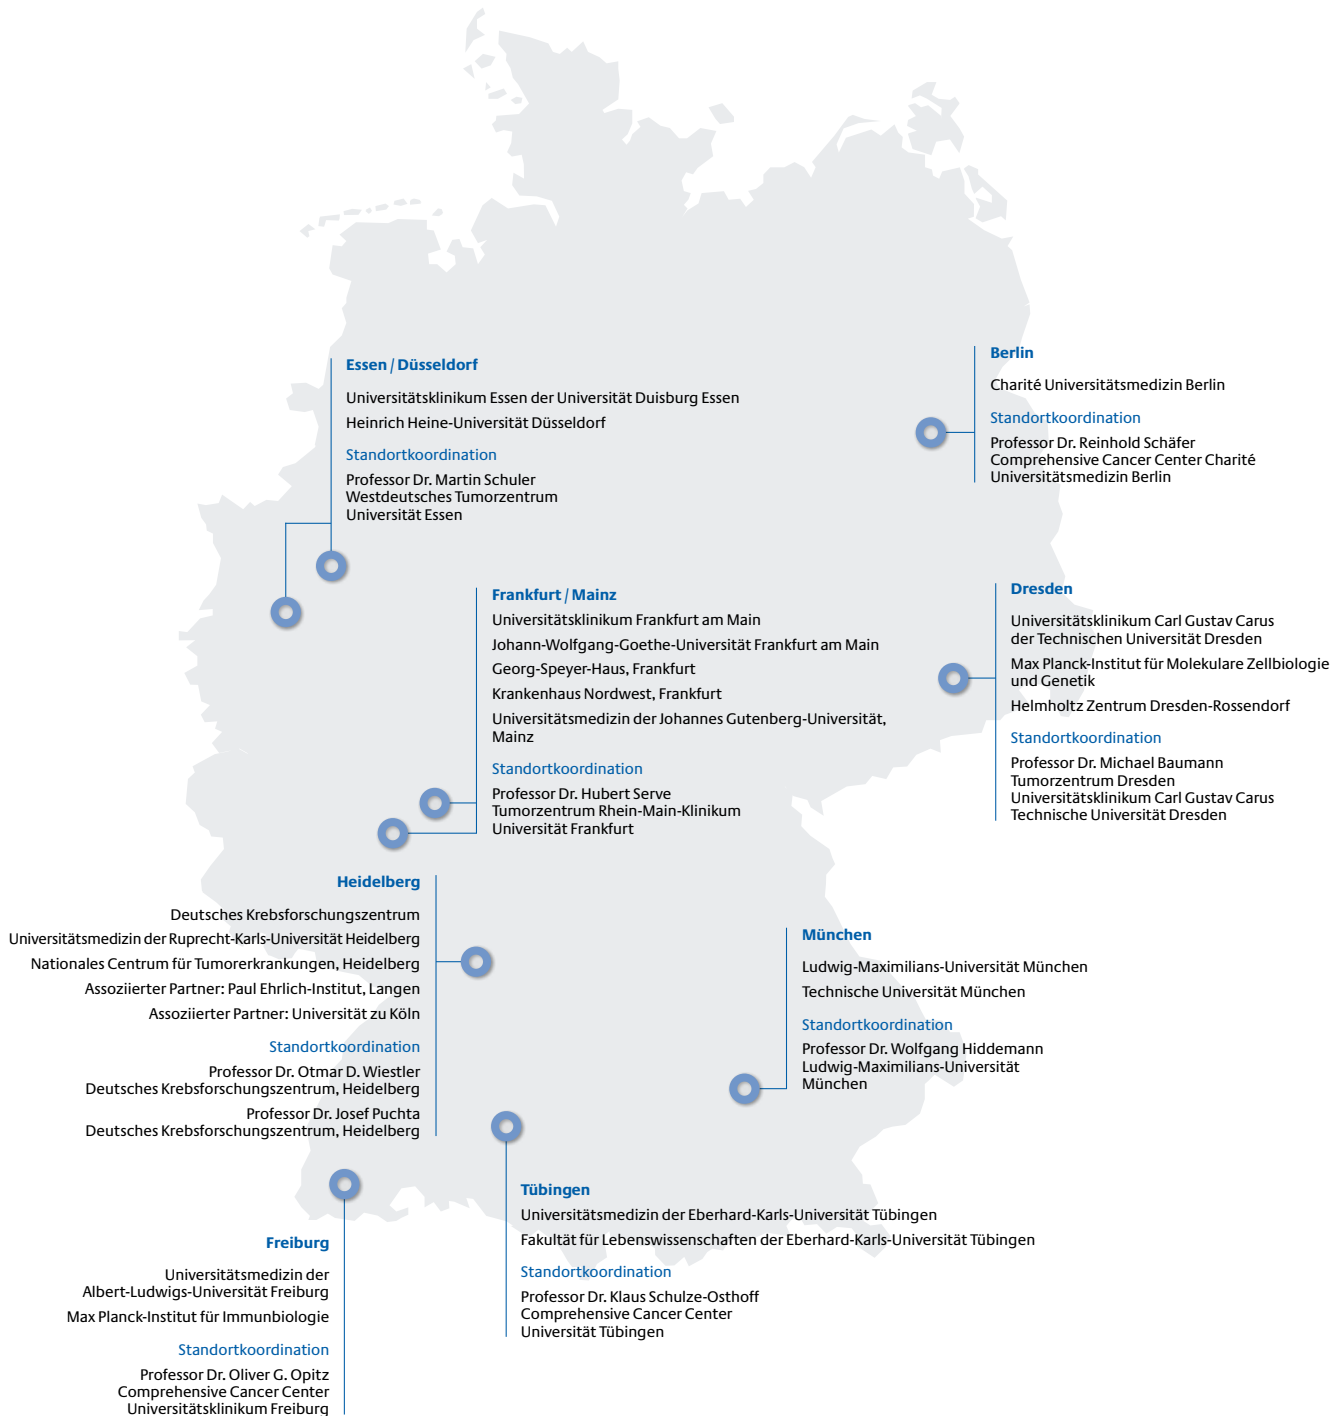 Essen / Düsseldorf
Universitätsklinikum Essen der Universität Duisburg Essen
Heinrich Heine-Universität Düsseldorf
Standortkoordination
Professor Dr. Martin Schuler
Westdeutsches Tumorzentrum
Universität Essen
Berlin
Charité Universitätsmedizin Berlin
Standortkoordination
Professor Dr. Reinhold Schäfer
Comprehensive Cancer Center Charité
Universitätsmedizin Berlin
Frankfurt / Mainz
Universitätsklinikum Frankfurt am Main
Johann-Wolfgang-Goethe-Universität Frankfurt am Main
Georg-Speyer-Haus, Frankfurt
Krankenhaus Nordwest, Frankfurt
Universitätsmedizin der Johannes Gutenberg-Universität,
Mainz
Standortkoordination
Professor Dr. Hubert Serve
Tumorzentrum Rhein-Main-Klinikum
Universität Frankfurt
Dresden
Universitätsklinikum Carl Gustav Carus
der Technischen Universität Dresden
Max Planck-Institut für Molekulare Zellbiologie
und Genetik
Helmholtz Zentrum Dresden-Rossendorf
Standortkoordination
Professor Dr. Michael Baumann
Tumorzentrum Dresden
Universitätsklinikum Carl Gustav Carus
Technische Universität Dresden
Heidelberg
Deutsches Krebsforschungszentrum
Universitätsmedizin der Ruprecht-Karls-Universität Heidelberg
Nationales Centrum für Tumorerkrankungen, Heidelberg
Assoziierter Partner: Paul Ehrlich-Institut, Langen
Assoziierter Partner: Universität zu Köln
Standortkoordination
Professor Dr. Otmar D. Wiestler
Deutsches Krebsforschungszentrum, Heidelberg
Professor Dr. Josef Puchta
Deutsches Krebsforschungszentrum, Heidelberg
München
Ludwig-Maximilians-Universität München
Technische Universität München
Standortkoordination
Professor Dr. Wolfgang Hiddemann
Ludwig-Maximilians-Universität
München
Tübingen
Universitätsmedizin der Eberhard-Karls-Universität Tübingen
Fakultät für Lebenswissenschaften der Eberhard-Karls-Universität Tübingen
Standortkoordination
Professor Dr. Klaus Schulze-Osthoff
Comprehensive Cancer Center
Universität Tübingen
Freiburg
Universitätsmedizin der
Albert-Ludwigs-Universität Freiburg
Max Planck-Institut für Immunbiologie
Standortkoordination
Professor Dr. Oliver G. Opitz
Comprehensive Cancer Center
Universitätsklinikum Freiburg